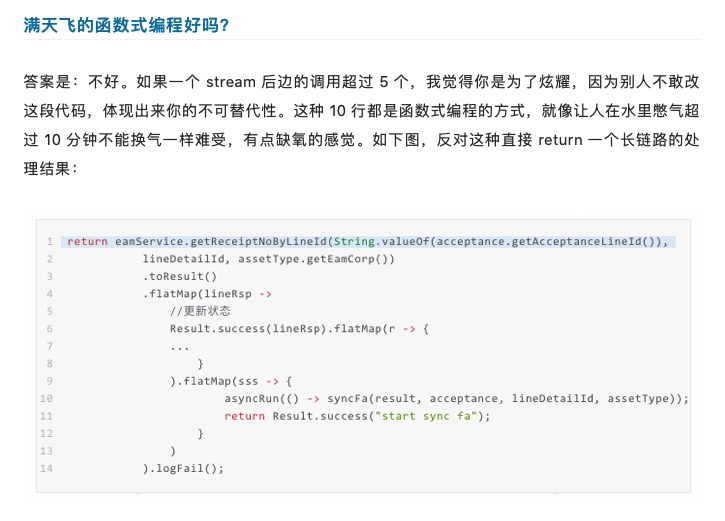 满天飞的函数式编程好吗？
答案是：不好。如果一个 stream 后边的调用超过 5 个，我觉得你是为了炫耀，因为别人不敢改
这段代码，体现出来你的不可替代性。这种 10 行都是函数式编程的方式，就像让人在水里憋气超
过 10 分钟不能换气一样难受，有点缺氧的感觉。如下图，反对这种直接 return 一个长链路的处
理结果：
1 return eamService.getReceiptNoByLineId(String.valueOf(acceptance.getAcceptanceLineId()),
2 lineDetailId, assetType.getEamCorp())
3 .toResult()
4 .flatMap(lineRsp ->
5 //更新状态
6 Result.success(lineRsp).flatMap(r -> {
7 ...
8 }
9 ).flatMap(sss -> {
10 asyncRun(() -> syncFa(result, acceptance, lineDetailId, assetType));
11 return Result.success("start sync fa");
12 }
13 )
14 ).logFail();